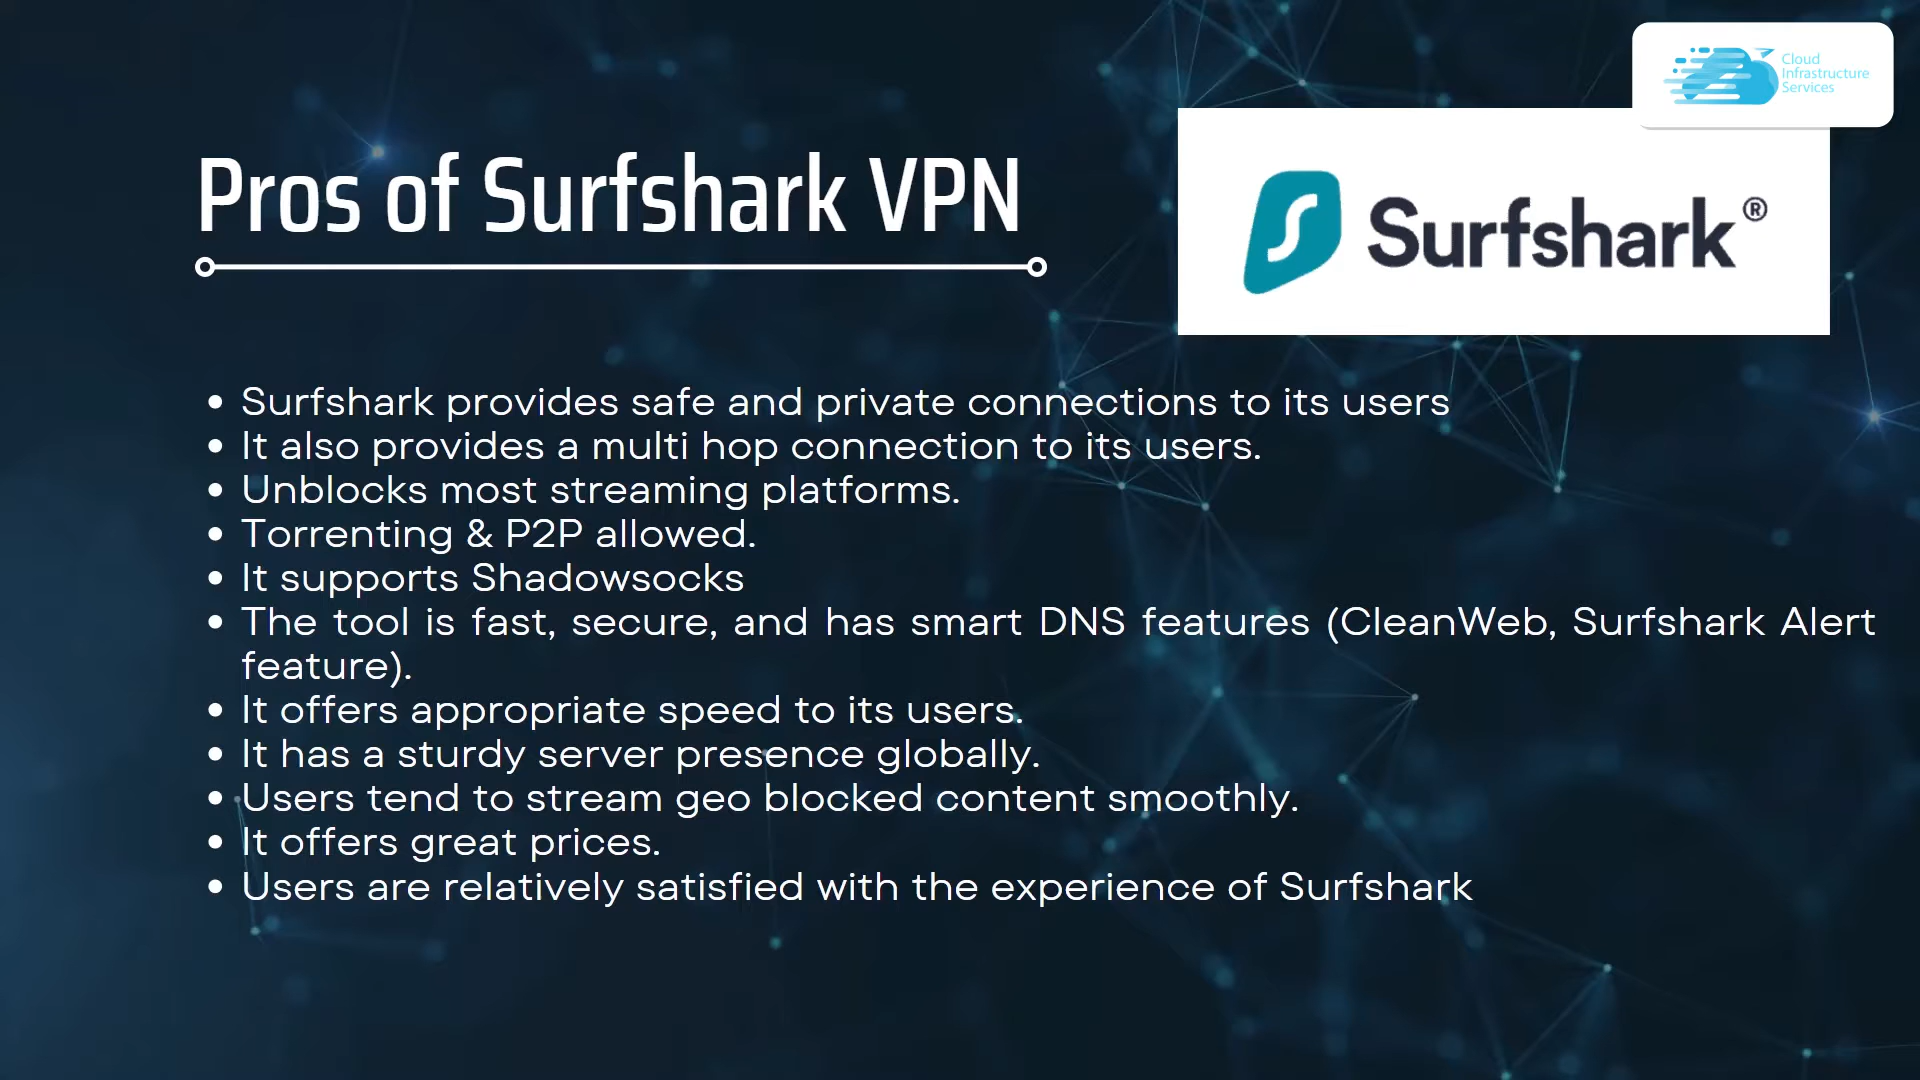 Cloud
Infrastructure
Services
Pros of Surfshark VPN
Surfshark®
• Surfshark provides safe and private connections to its users
• It also provides a multi hop connection to its users.
• Unblocks most streaming platforms.
• Torrenting & P2P allowed.
• It supports Shadowsocks
• The tool is fast, secure, and has smart DNS features (CleanWeb, Surfshark Alert
feature).
• It offers appropriate speed to its users.
• It has a sturdy server presence globally.
• Users tend to stream geo blocked content smoothly.
• It offers great prices.
• Users are relatively satisfied with the experience of Surfshark